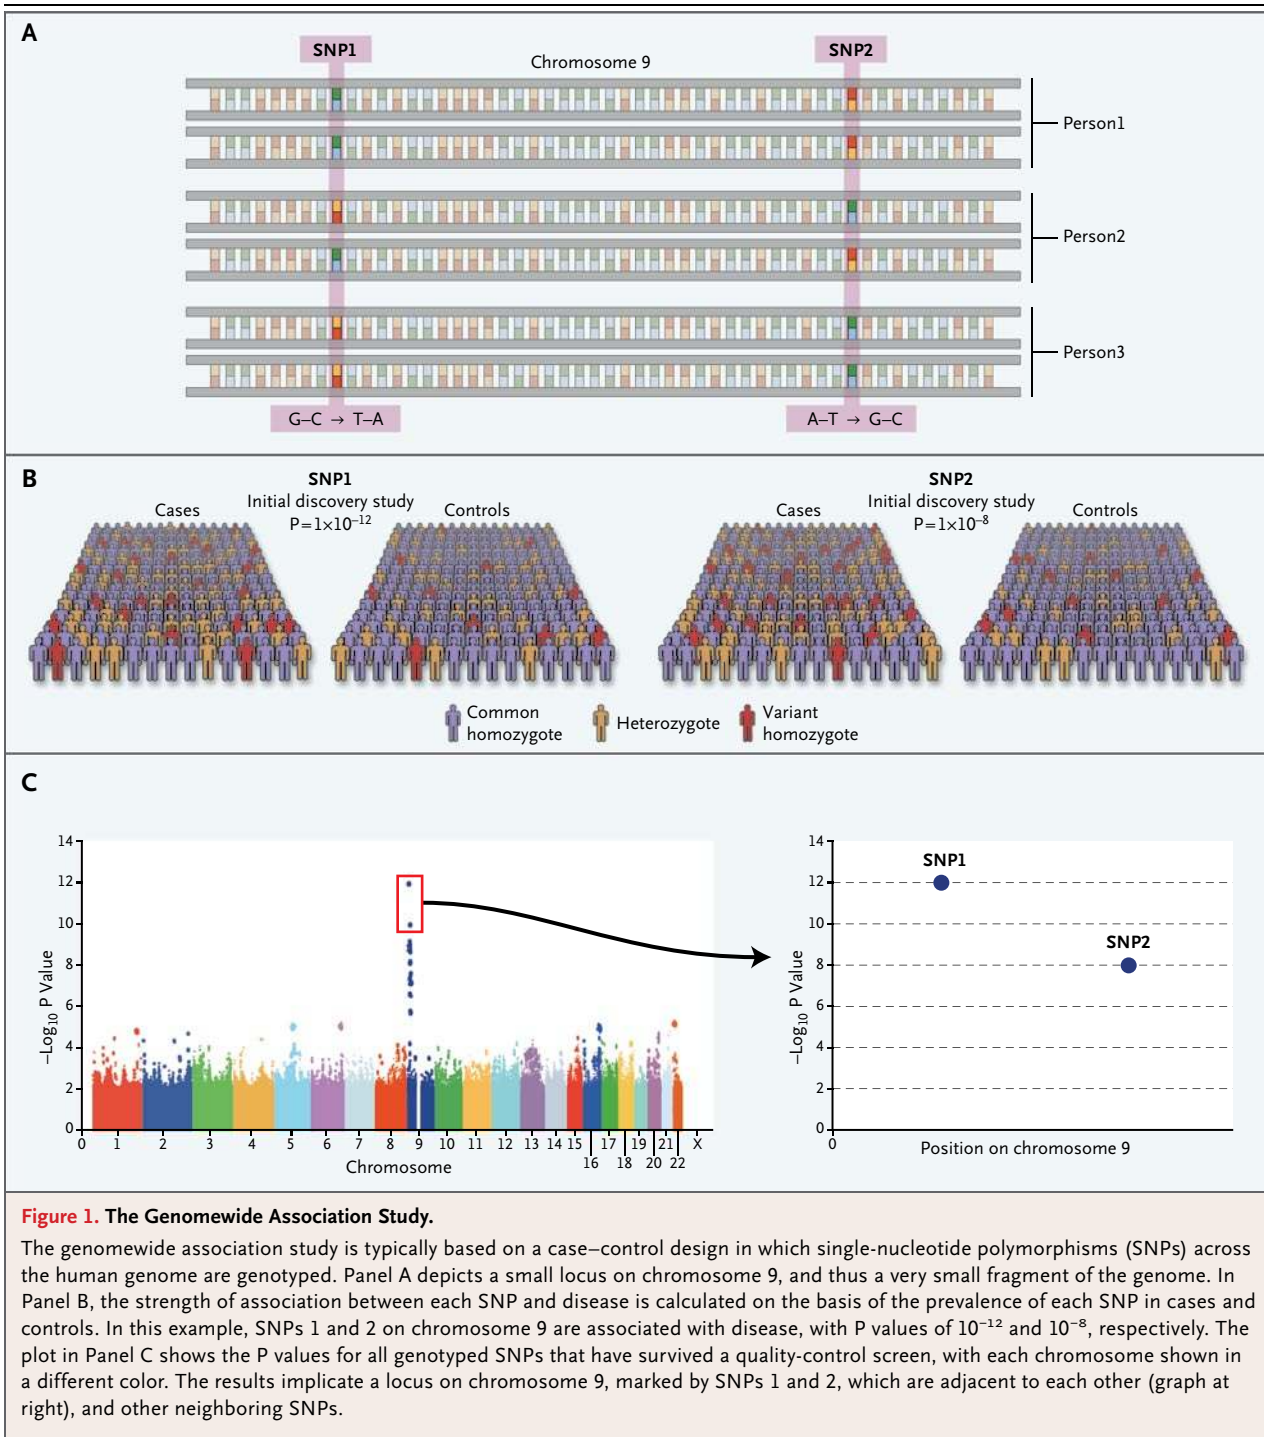 A
SNP1
SNP2
Chromosome 9
Person1
Person2
Person3
G–C → T–A
A–T → G–C
B
SNP1
Initial discovery study
P=1×10⁻¹²
Cases
Controls
SNP2
Initial discovery study
P=1×10⁻⁸
Cases
Controls
Common
homozygote
Heterozygote
Variant
homozygote
C
–Log₁₀ P Value
14
12
10
8
6
4
2
0
0 1 2 3 4 5 6 7 8 9 10 11 12 13 14 15 17 19 21 X
16 18 20 22
Chromosome
–Log₁₀ P Value
14
12
10
8
6
4
2
0
SNP1
SNP2
0
Position on chromosome 9
Figure 1. The Genomewide Association Study.
The genomewide association study is typically based on a case–control design in which single-nucleotide polymorphisms (SNPs) across
the human genome are genotyped. Panel A depicts a small locus on chromosome 9, and thus a very small fragment of the genome. In
Panel B, the strength of association between each SNP and disease is calculated on the basis of the prevalence of each SNP in cases and
controls. In this example, SNPs 1 and 2 on chromosome 9 are associated with disease, with P values of 10⁻¹² and 10⁻⁸, respectively. The
plot in Panel C shows the P values for all genotyped SNPs that have survived a quality-control screen, with each chromosome shown in
a different color. The results implicate a locus on chromosome 9, marked by SNPs 1 and 2, which are adjacent to each other (graph at
right), and other neighboring SNPs.